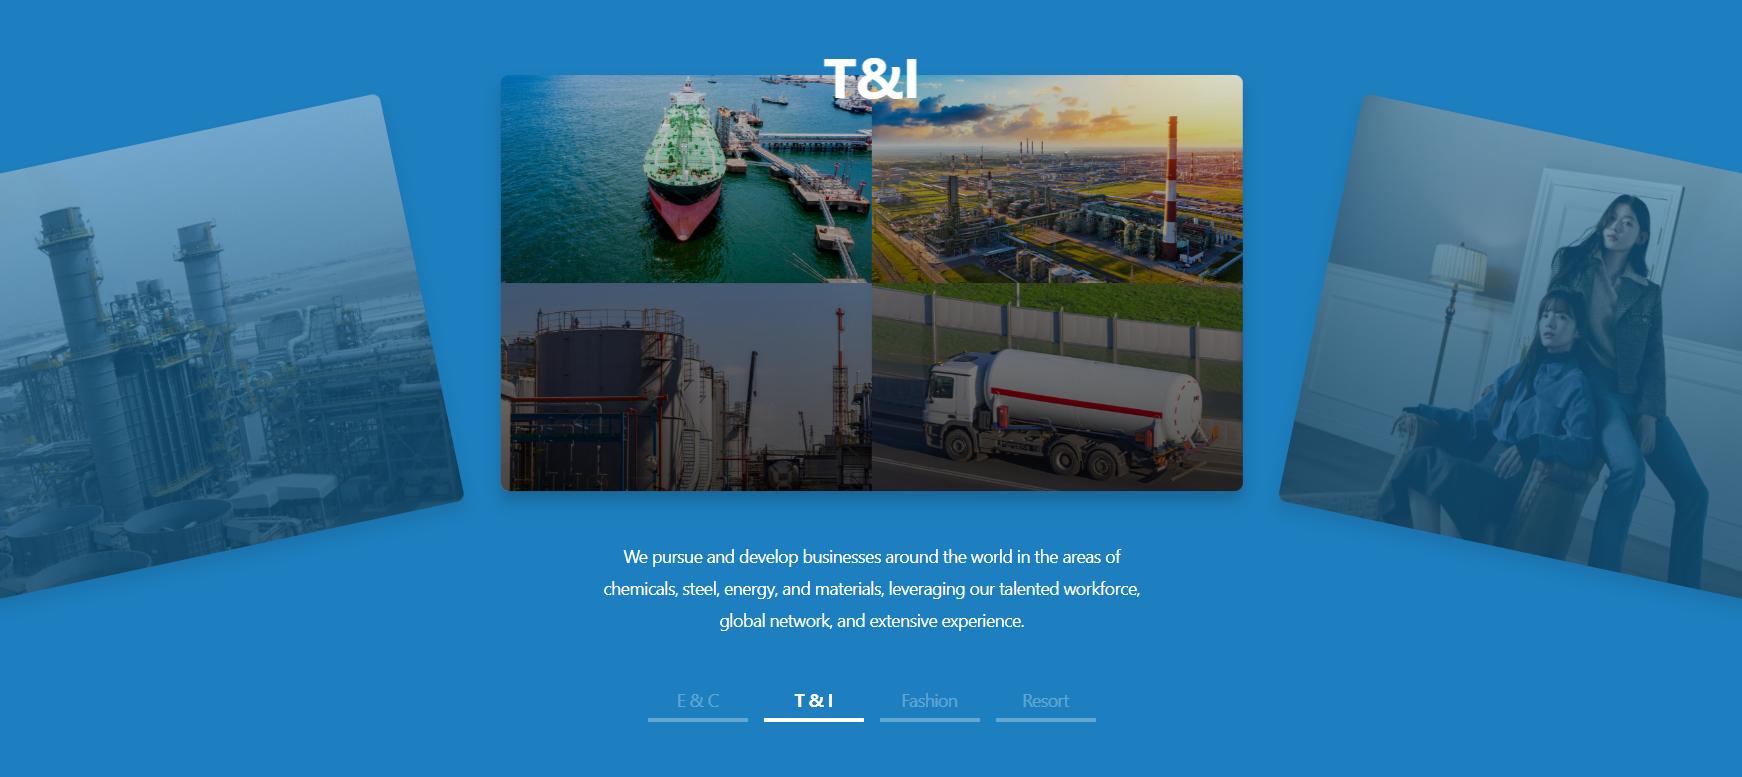 T&I
We pursue and develop businesses around the world in the areas of
chemicals, steel, energy, and materials, leveraging our talented workforce,
global network, and extensive experience.
E & C
T & I
Fashion
Resort